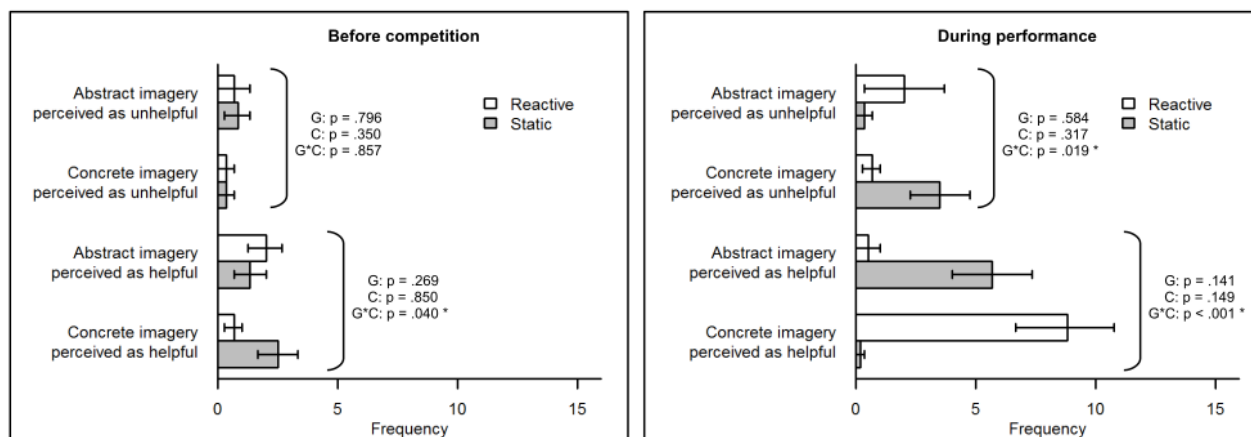 Before competition
Abstract imagery
perceived as unhelpful
Concrete imagery
perceived as unhelpful
Abstract imagery
perceived as helpful
Concrete imagery
perceived as helpful
Reactive
Static
G: p = .796
C: p = .350
G*C: p = .857
G: p = .269
C: p = .850
G*C: p = .040 *
0 5 10 15
Frequency
During performance
Abstract imagery
perceived as unhelpful
Concrete imagery
perceived as unhelpful
Abstract imagery
perceived as helpful
Concrete imagery
perceived as helpful
Reactive
Static
G: p = .584
C: p = .317
G*C: p = .019 *
G: p = .141
C: p = .149
G*C: p < .001 *
0 5 10 15
Frequency